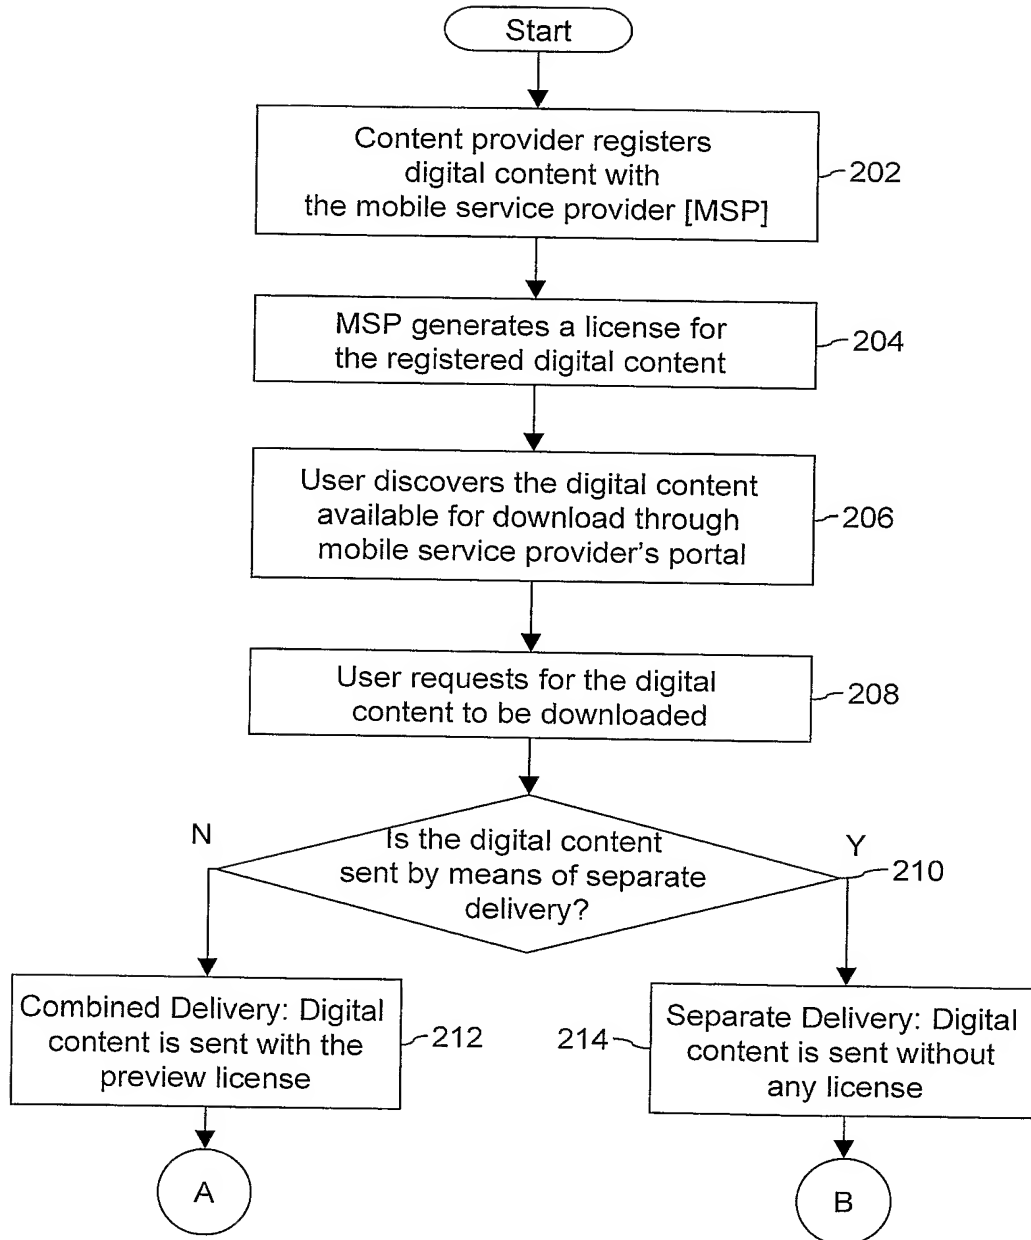 Start
Content provider registers
digital content with
the mobile service provider [MSP]
202
MSP generates a license for
the registered digital content
204
User discovers the digital content
available for download through
mobile service provider's portal
206
User requests for the digital
content to be downloaded
208
N
Is the digital content
sent by means of separate
delivery?
Y
210
Combined Delivery: Digital
content is sent with the
preview license
212
214
Separate Delivery: Digital
content is sent without
any license
A
B